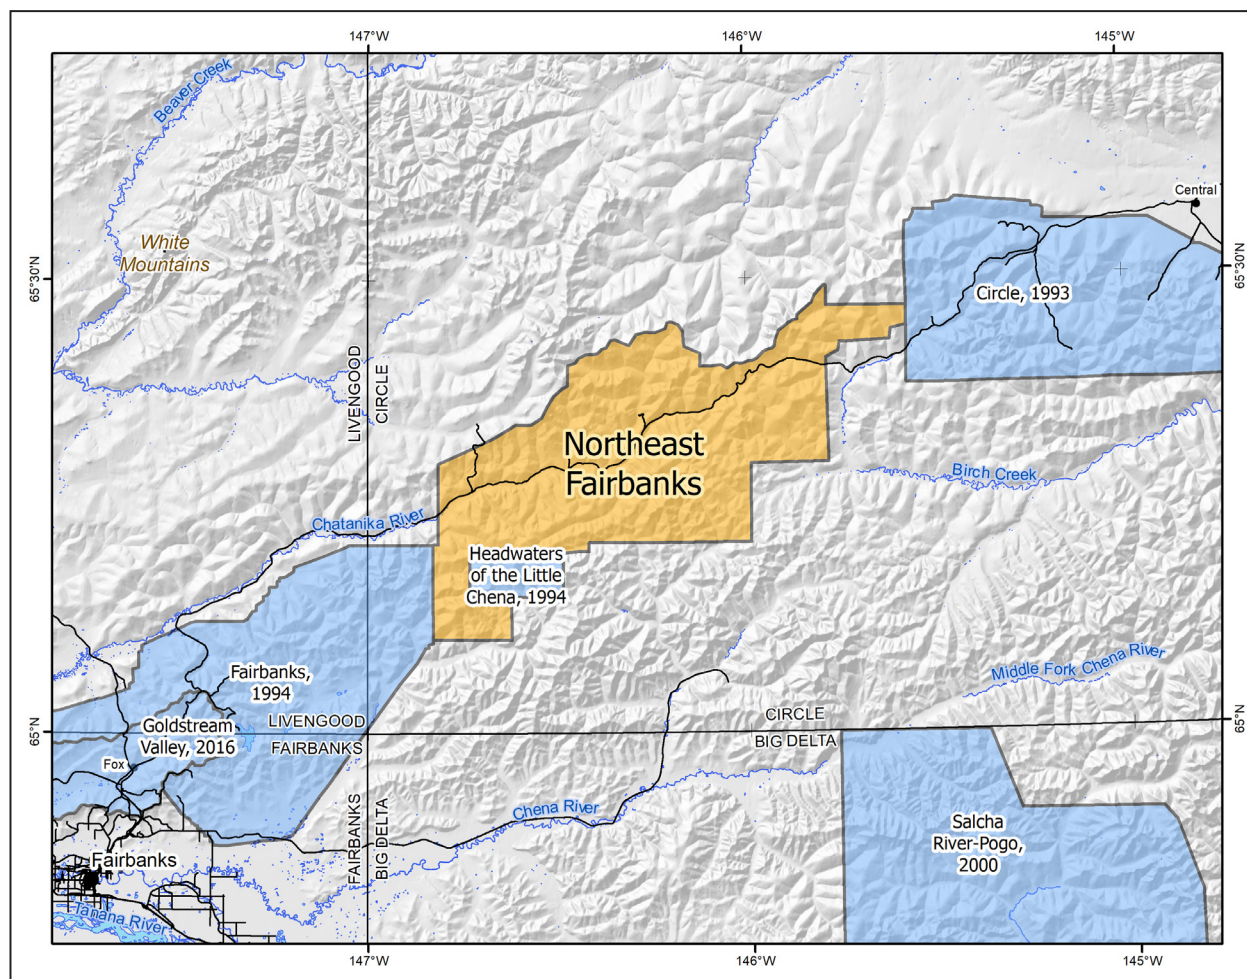 147°W
146°W
145°W
Beaver Creek
Central
White
Mountains
65°30'N
65°30'N
Circle, 1993
LIVENGOOD
CIRCLE
Northeast
Fairbanks
Birch Creek
Chatanika River
Headwaters
of the Little
Chena, 1994
Middle Fork Chena River
Fairbanks,
1994
Goldstream
Valley, 2016
LIVENGOOD
FAIRBANKS
CIRCLE
BIG DELTA
65°N
65°N
Fox
Chena River
FAIRBANKS
BIG DELTA
Salcha
River-Pogo,
2000
Fairbanks
Tanana River
147°W
146°W
145°W